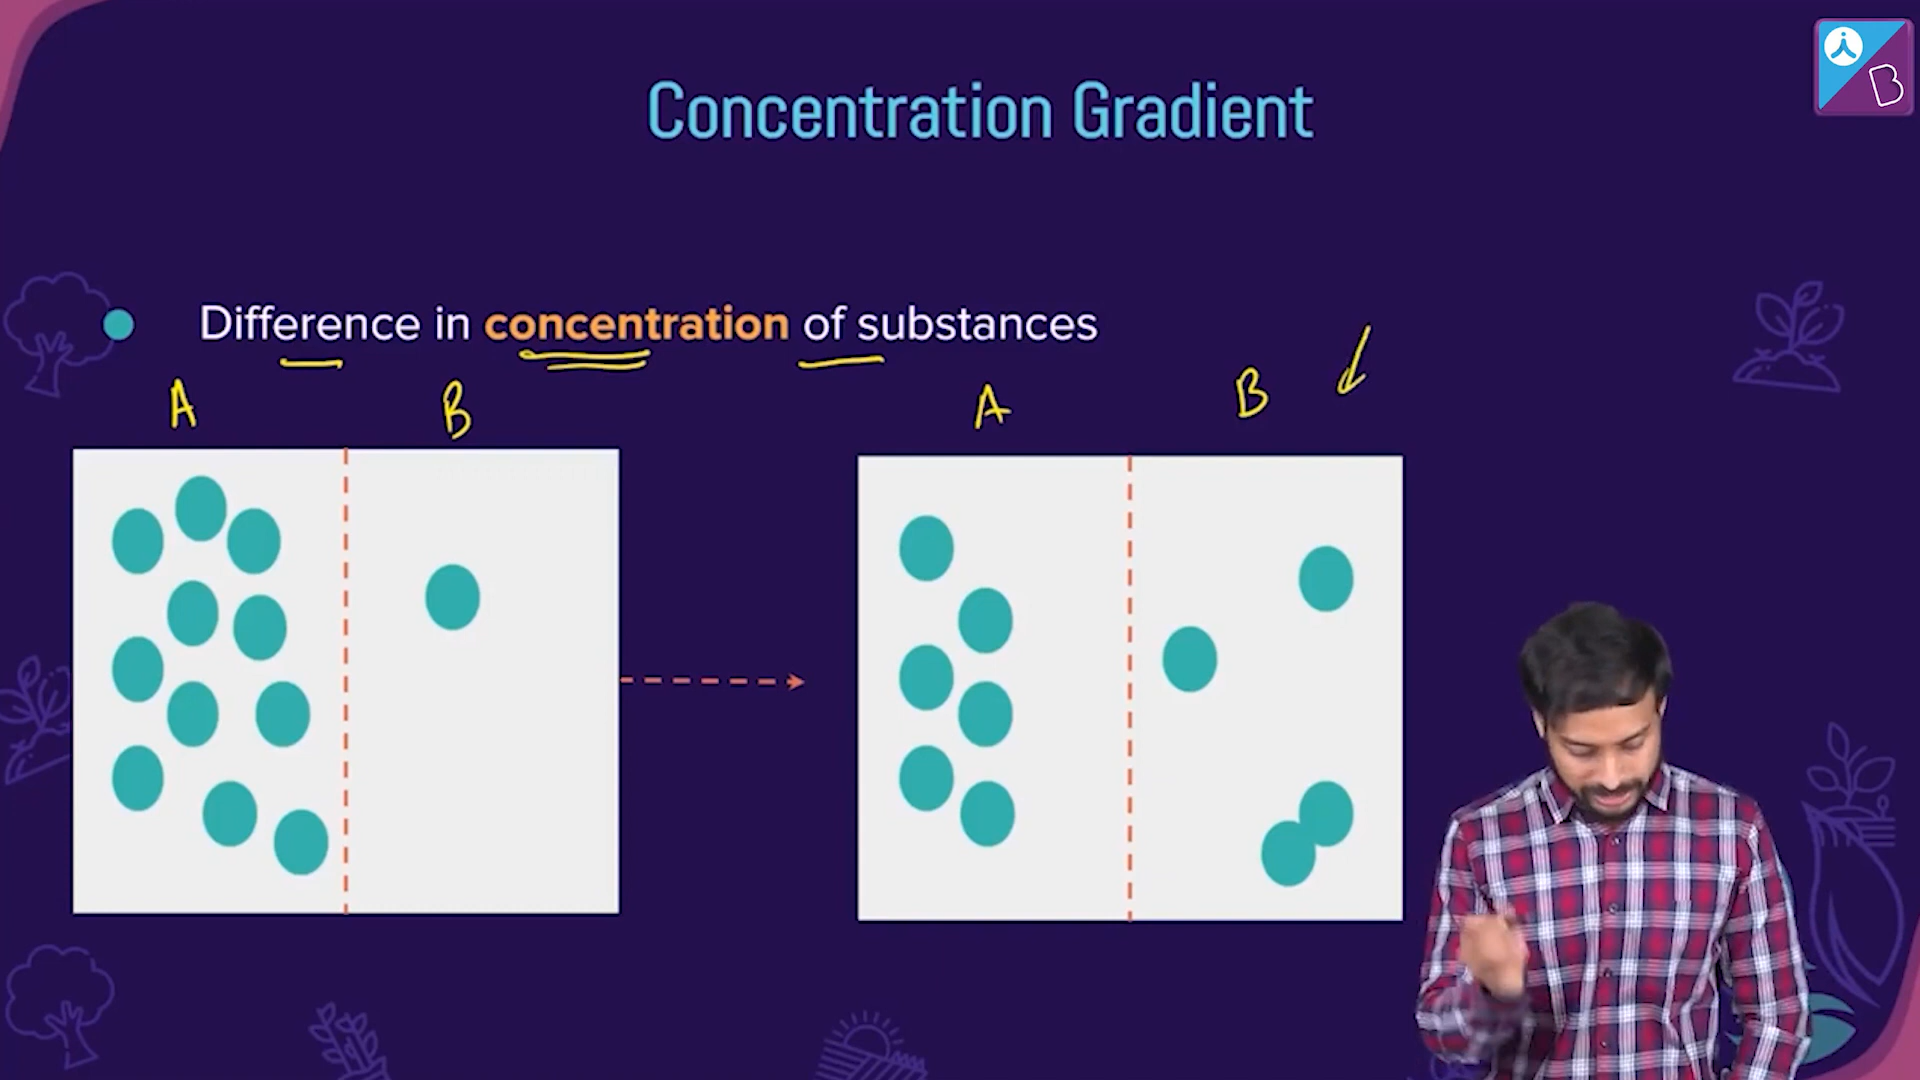 Concentration Gradient
B
Difference in concentration of substances
A B A B